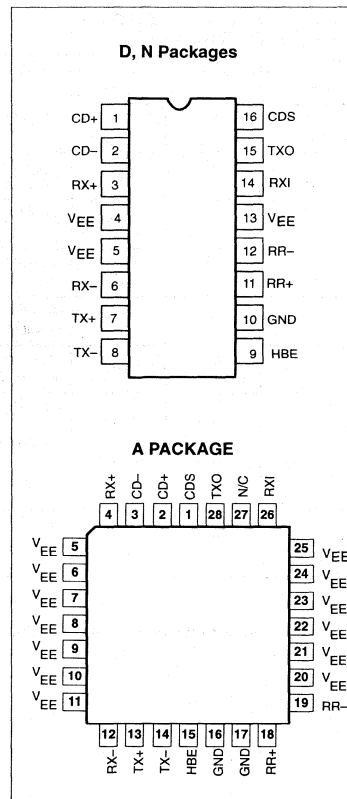 D, N Packages
CD+ 1 16 CDS
CD− 2 15 TXO
RX+ 3 14 RXI
VEE 4 13 VEE
VEE 5 12 RR−
RX− 6 11 RR+
TX+ 7 10 GND
TX− 8 9 HBE
A PACKAGE
RX+ CD− CD+ CDS TXO N/C RXI
4 3 2 1 28 27 26
VEE 5 25 VEE
VEE 6 24 VEE
VEE 7 23 VEE
VEE 8 22 VEE
VEE 9 21 VEE
VEE 10 20 VEE
VEE 11 19 RR−
12 13 14 15 16 17 18
RX− TX+ TX− HBE GND GND RR+